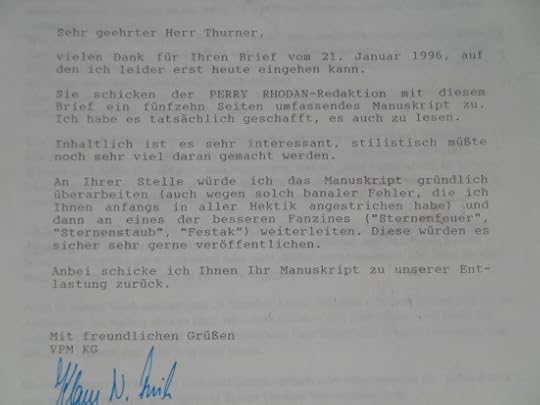 Sehr geehrter Herr Thurner,
vielen Dank für Ihren Brief vom 21. Januar 1996, auf
den ich leider erst heute eingehen kann.
Sie schicken der PERRY RHODAN-Redaktion mit diesem
Brief ein fünfzehn Seiten umfassendes Manuskript zu.
Ich habe es tatsächlich geschafft, es auch zu lesen.
Inhaltlich ist es sehr interessant, stilistisch müßte
noch sehr viel daran gemacht werden.
An Ihrer Stelle würde ich das Manuskript gründlich
überarbeiten (auch wegen solch banaler Fehler, die ich
Ihnen anfangs in aller Hektik angestrichen habe) und
dann an eines der besseren Fanzines ("Sternenfeuer",
"Sternenstaub", "Festak") weiterleiten. Diese würden es
sicher sehr gerne veröffentlichen.
Anbei schicke ich Ihnen Ihr Manuskript zu unserer Ent-
lastung zurück.
Mit freundlichen Grüßen
VPM KG
Klaus N.